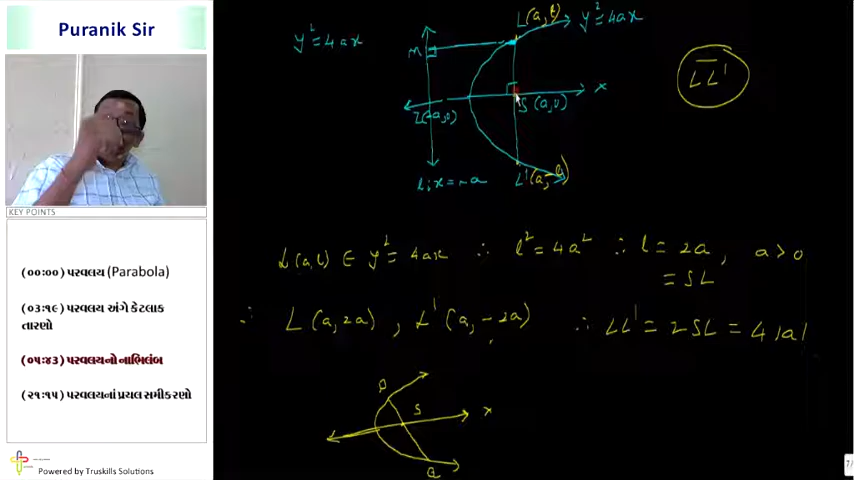 Puranik Sir
KEY POINTS
(૦૦:૦૦) પરવલય (Parabola)
(૦૩:૧૯) પરવલય અંગે કેટલાક
તારણો
(૦૫:૪૩) પરવલયનો નાભિલંબ
(૨૧:૧૫) પરવલયનાં પ્રચલ સમીકરણો
Powered by Truskills Solutions
y² = 4ax
L(a, l)
y² = 4ax
M
LL'
x
Z(-a, 0)
S (a, 0)
l: x = -a
L'(a, -l)
L(a, l) ∈ y² = 4ax ∴ l² = 4a² ∴ l = 2a, a > 0
= SL
∴ L (a, 2a), L' (a, -2a) ∴ LL' = 2SL = 4|a|
P
S
x
Q